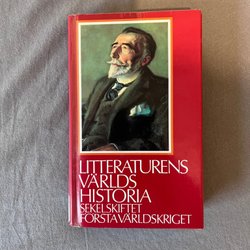 LITTERATURENS
VÄRLDS
HISTORIA
SEKELSKIFTET
FÖRSTA VÄRLDSKRIGET